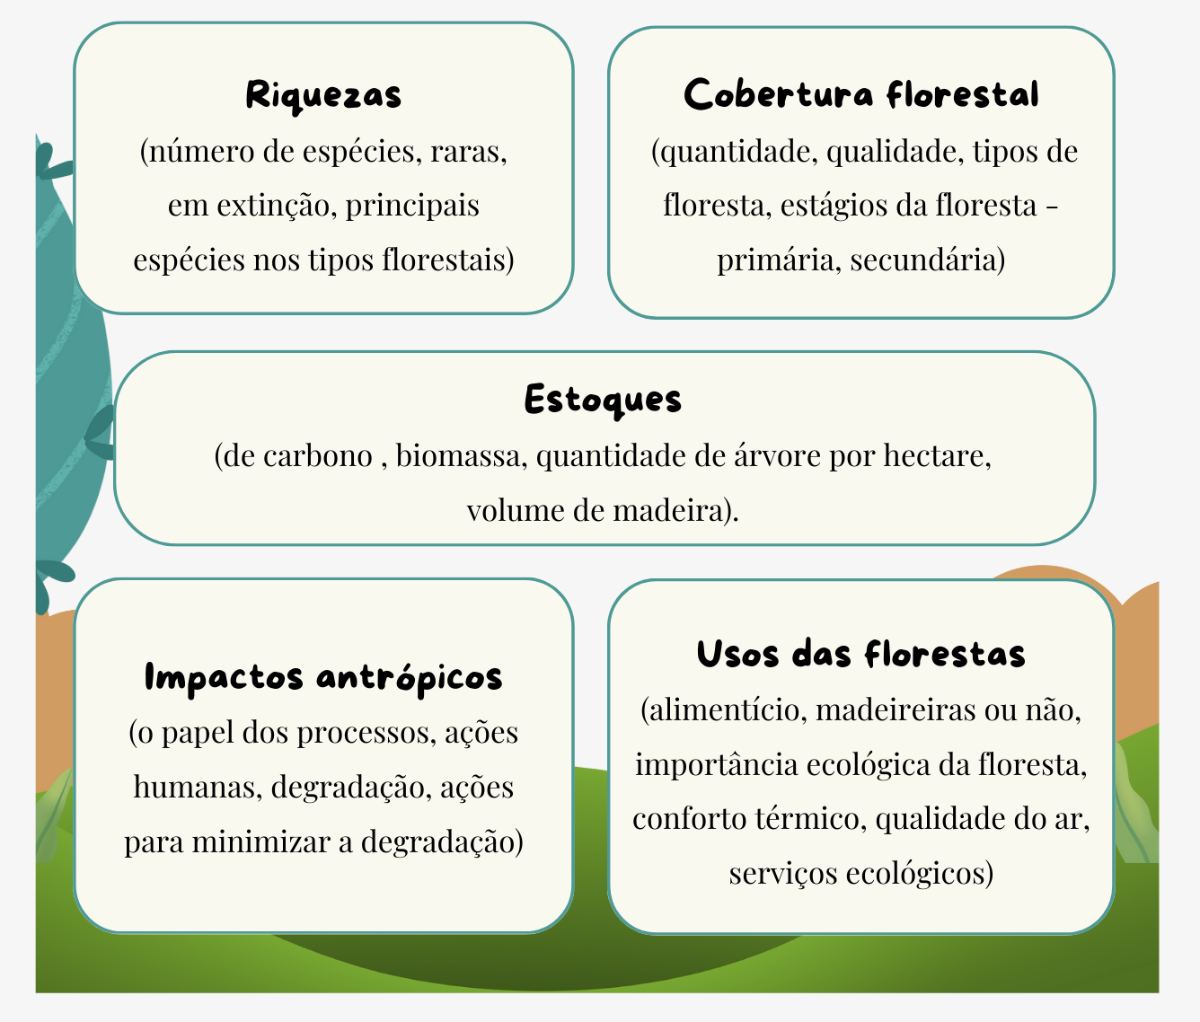 Riquezas
(número de espécies, raras,
em extinção, principais
espécies nos tipos florestais)
Cobertura florestal
(quantidade, qualidade, tipos de
floresta, estágios da floresta -
primária, secundária)
Estoques
(de carbono , biomassa, quantidade de árvore por hectare,
volume de madeira).
Impactos antrópicos
(o papel dos processos, ações
humanas, degradação, ações
para minimizar a degradação)
Usos das florestas
(alimentício, madeireiras ou não,
importância ecológica da floresta,
conforto térmico, qualidade do ar,
serviços ecológicos)